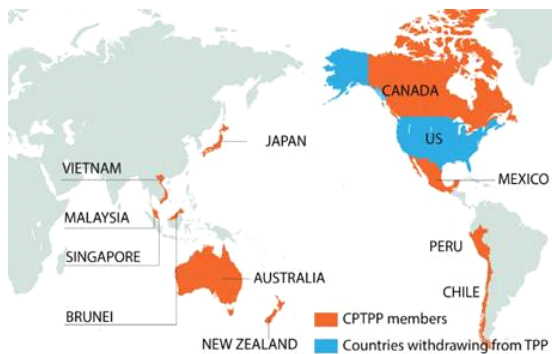 CANADA
US
JAPAN
VIETNAM
MEXICO
MALAYSIA
PERU
SINGAPORE
AUSTRALIA
CHILE
BRUNEI
CPTPP members
NEW ZEALAND
Countries withdrawing from TPP